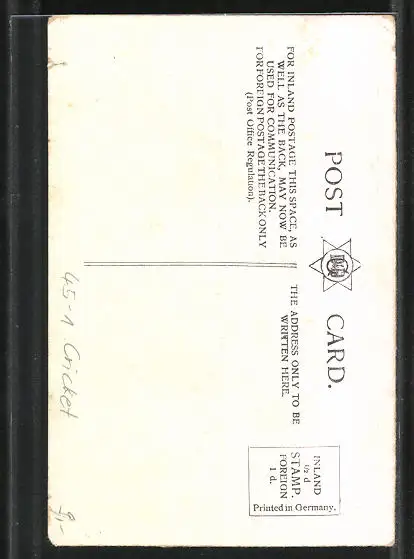 POST CARD.
FOR INLAND POSTAGE THIS SPACE, AS
WELL AS THE BACK, MAY NOW BE
USED FOR COMMUNICATION.
FOR FOREIGN POSTAGE THE BACK ONLY
(Post Office Regulation).
THE ADDRESS ONLY TO BE
WRITTEN HERE.
INLAND
½ d
STAMP.
FOREIGN
1 d.
Printed in Germany.
45-1 Cricket
9,-